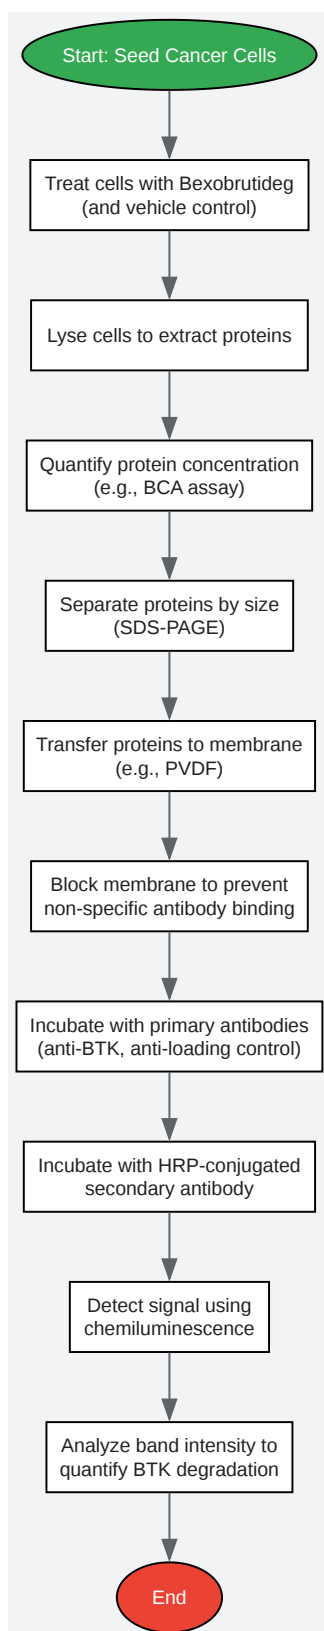 Start: Seed Cancer Cells
Treat cells with Bexobrutideg
(and vehicle control)
Lyse cells to extract proteins
Quantify protein concentration
(e.g., BCA assay)
Separate proteins by size
(SDS-PAGE)
Transfer proteins to membrane
(e.g., PVDF)
Block membrane to prevent
non-specific antibody binding
Incubate with primary antibodies
(anti-BTK, anti-loading control)
Incubate with HRP-conjugated
secondary antibody
Detect signal using
chemiluminescence
Analyze band intensity to
quantify BTK degradation
End